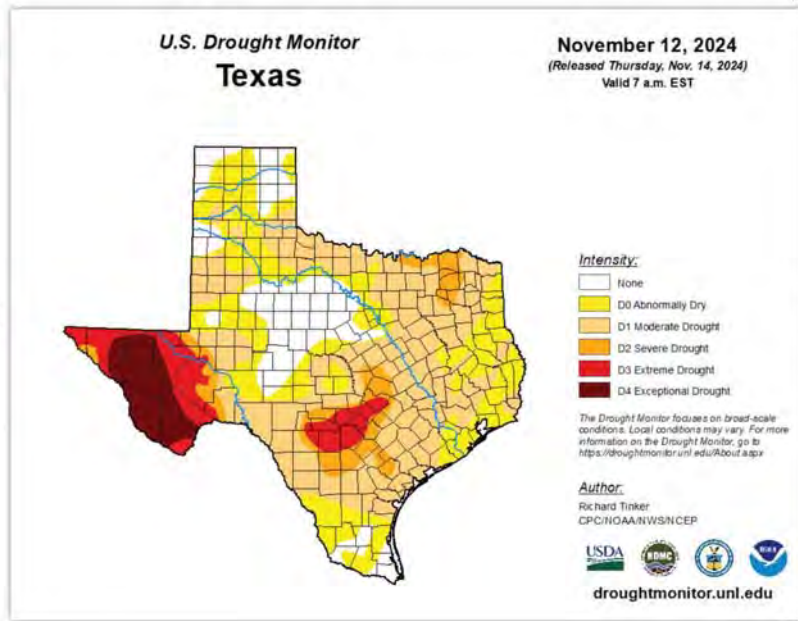 U.S. Drought Monitor
Texas
November 12, 2024
(Released Thursday, Nov. 14, 2024)
Valid 7 a.m. EST
Intensity:
None
D0 Abnormally Dry
D1 Moderate Drought
D2 Severe Drought
D3 Extreme Drought
D4 Exceptional Drought
The Drought Monitor focuses on broad-scale
conditions. Local conditions may vary. For more
information on the Drought Monitor, go to
https://droughtmonitor.unl.edu/About.aspx
Author:
Richard Tinker
CPC/NOAA/NWS/NCEP
USDA
NDMC
droughtmonitor.unl.edu